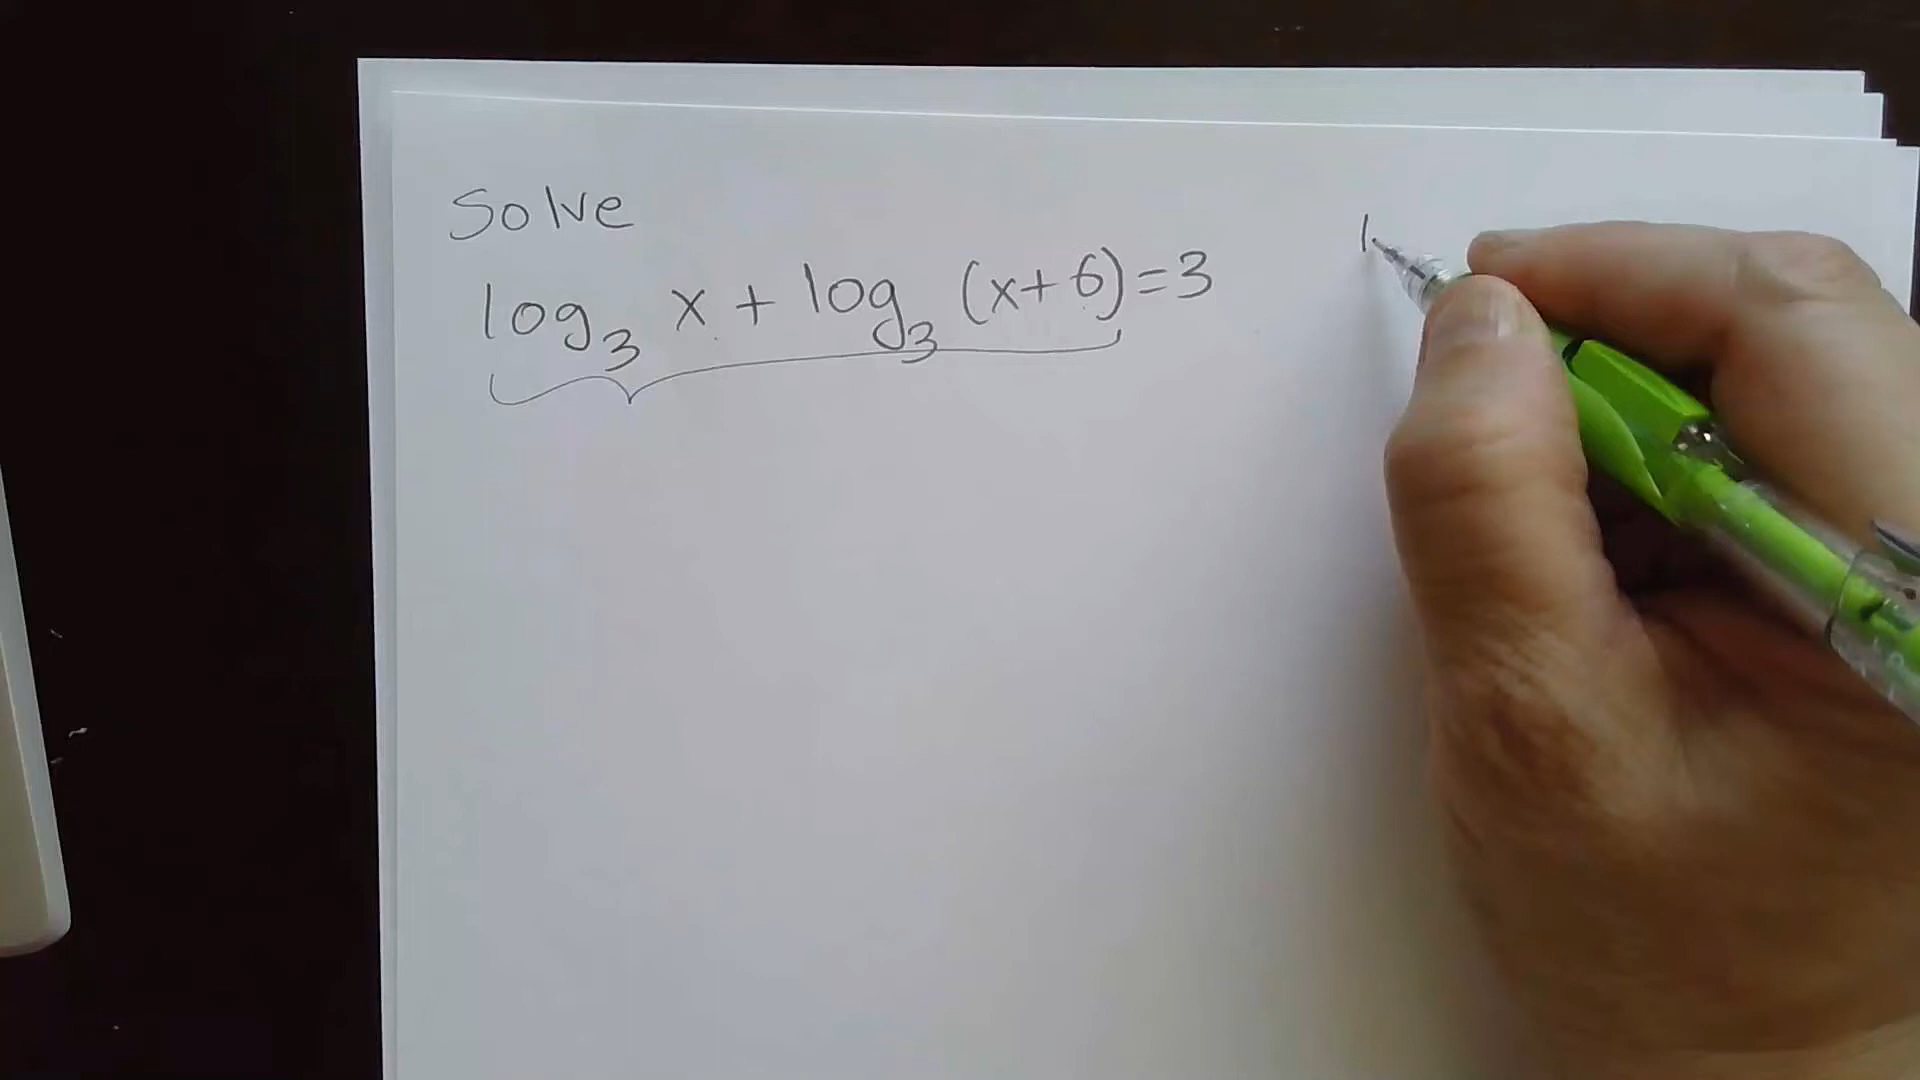 Solve
log₃ x + log₃ (x+6) = 3